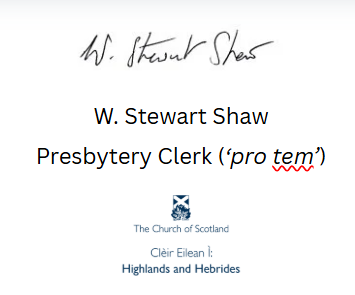 W. Stewart Shaw
W. Stewart Shaw
Presbytery Clerk (‘pro tem’)
The Church of Scotland
Clèir Eilean Ì:
Highlands and Hebrides